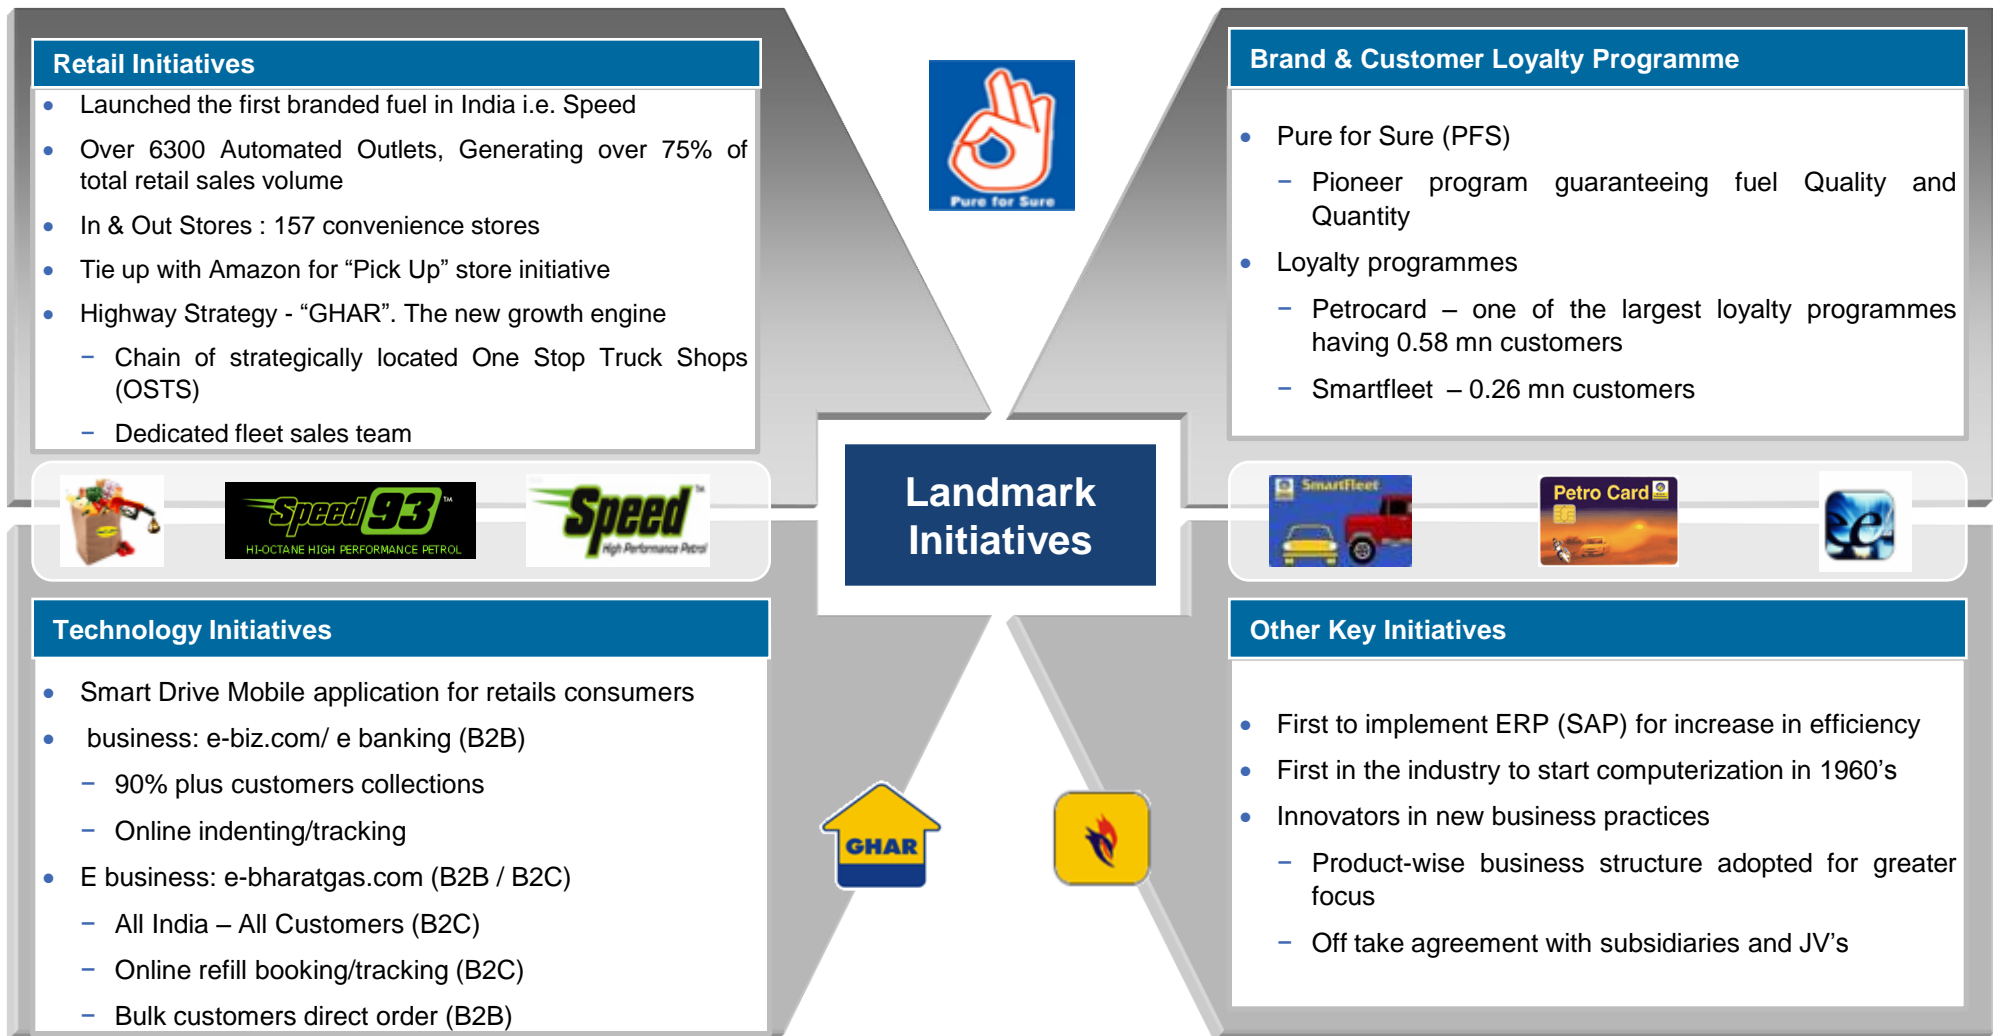 Retail Initiatives
• Launched the first branded fuel in India i.e. Speed
• Over 6300 Automated Outlets, Generating over 75% of
total retail sales volume
• In & Out Stores : 157 convenience stores
• Tie up with Amazon for “Pick Up” store initiative
• Highway Strategy - “GHAR”. The new growth engine
− Chain of strategically located One Stop Truck Shops
(OSTS)
− Dedicated fleet sales team
Pure for Sure
Brand & Customer Loyalty Programme
• Pure for Sure (PFS)
− Pioneer program guaranteeing fuel Quality and
Quantity
• Loyalty programmes
− Petrocard – one of the largest loyalty programmes
having 0.58 mn customers
− Smartfleet – 0.26 mn customers
Speed 93™
HI-OCTANE HIGH PERFORMANCE PETROL
Speed™
High Performance Petrol
Landmark
Initiatives
SmartFleet
Petro Card
e
Technology Initiatives
• Smart Drive Mobile application for retails consumers
• business: e-biz.com/ e banking (B2B)
− 90% plus customers collections
− Online indenting/tracking
• E business: e-bharatgas.com (B2B / B2C)
− All India – All Customers (B2C)
− Online refill booking/tracking (B2C)
− Bulk customers direct order (B2B)
GHAR
Other Key Initiatives
• First to implement ERP (SAP) for increase in efficiency
• First in the industry to start computerization in 1960’s
• Innovators in new business practices
− Product-wise business structure adopted for greater
focus
− Off take agreement with subsidiaries and JV’s